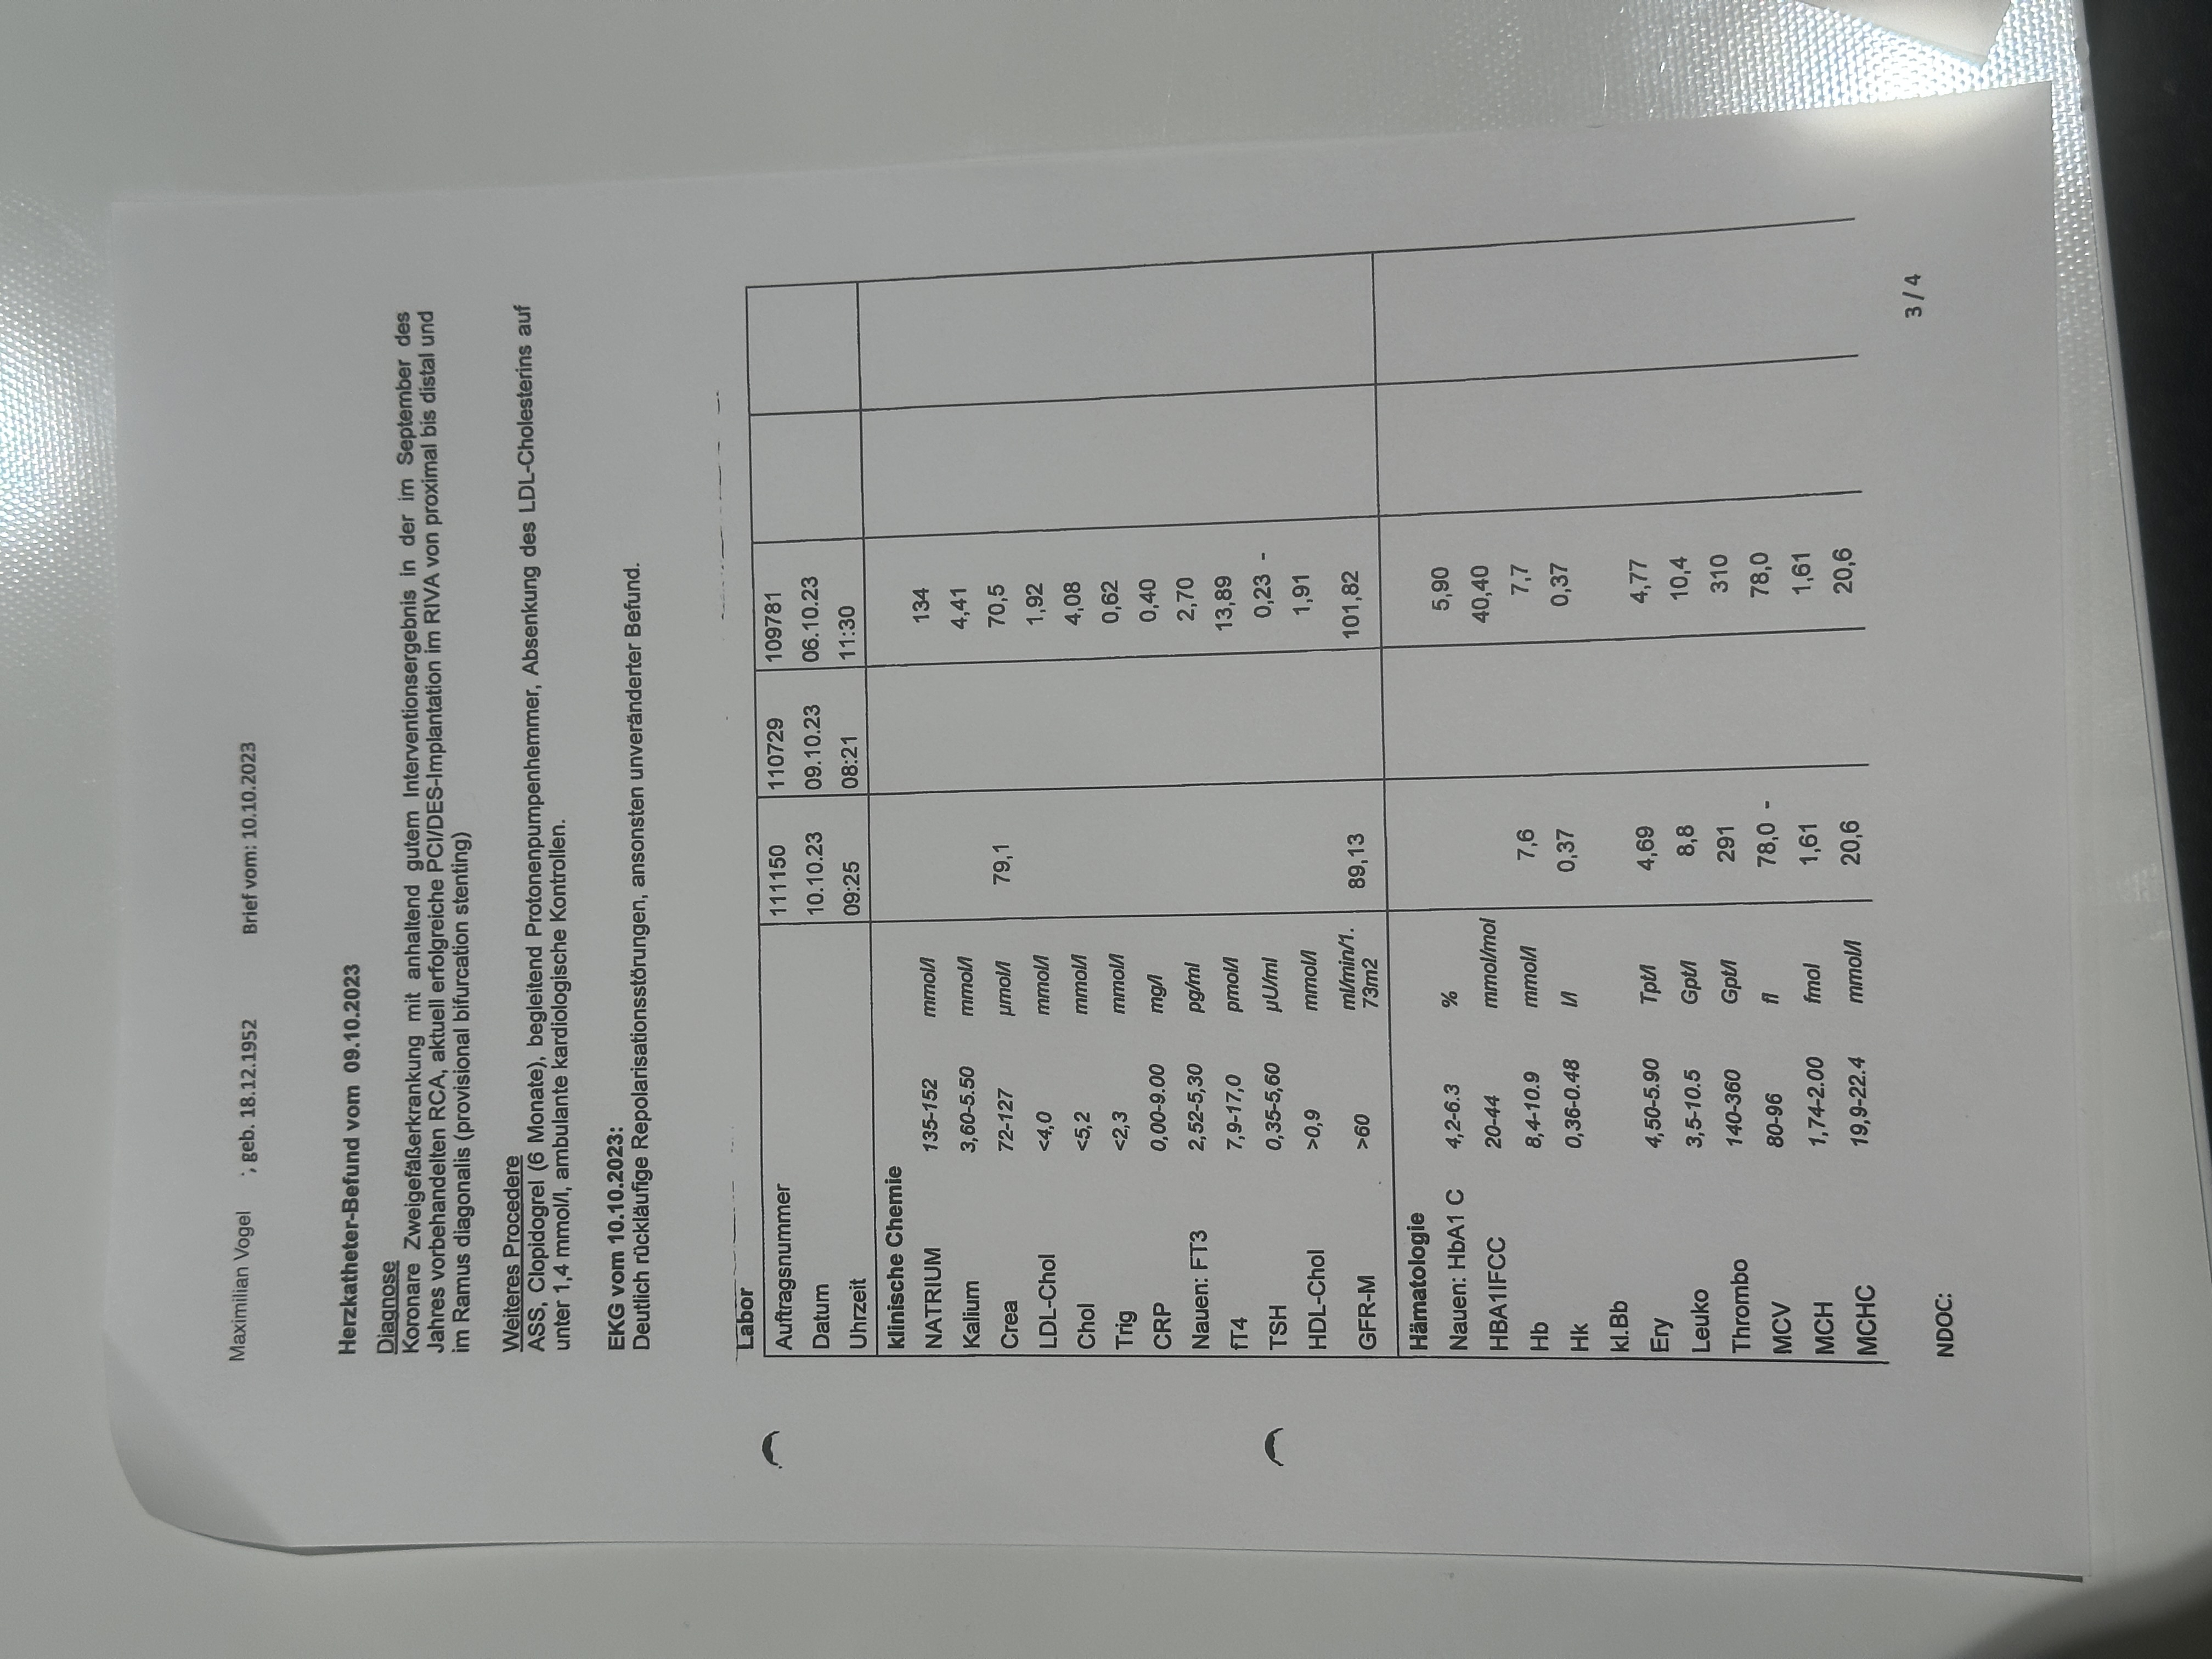 Maximilian Vogel , geb. 18.12.1952 Brief vom: 10.10.2023
Herzkatheter-Befund vom 09.10.2023
Diagnose
Koronare Zweigefäßerkrankung mit anhaltend gutem Interventionsergebnis in der im September des
Jahres vorbehandelten RCA, aktuell erfolgreiche PCI/DES-Implantation im RIVA von proximal bis distal und
im Ramus diagonalis (provisional bifurcation stenting)
Weiteres Procedere
ASS, Clopidogrel (6 Monate), begleitend Protonenpumpenhemmer, Absenkung des LDL-Cholesterins auf
unter 1,4 mmol/l, ambulante kardiologische Kontrollen.
EKG vom 10.10.2023:
Deutlich rückläufige Repolarisationsstörungen, ansonsten unveränderter Befund.
Labor
Auftragsnummer 111150 110729 109781
Datum 10.10.23 09.10.23 06.10.23
Uhrzeit 09:25 08:21 11:30
klinische Chemie
NATRIUM 135-152 mmol/l 134
Kalium 3,60-5.50 mmol/l 4,41
Crea 72-127 µmol/l 79,1 70,5
LDL-Chol <4,0 mmol/l 1,92
Chol <5,2 mmol/l 4,08
Trig <2,3 mmol/l 0,62
CRP 0,00-9.00 mg/l 0,40
Nauen: FT3 2,52-5,30 pg/ml 2,70
fT4 7,9-17,0 pmol/l 13,89
TSH 0,35-5,60 µU/ml 0,23 -
HDL-Chol >0,9 mmol/l 1,91
GFR-M >60 ml/min/1. 89,13 101,82
73m2
Hämatologie
Nauen: HbA1 C 4,2-6.3 % 5,90
HBA1IFCC 20-44 mmol/mol 40,40
Hb 8,4-10.9 mmol/l 7,6 7,7
Hk 0,36-0.48 l/l 0,37 0,37
kl.Bb
Ery 4,50-5.90 Tpt/l 4,69 4,77
Leuko 3,5-10.5 Gpt/l 8,8 10,4
Thrombo 140-360 Gpt/l 291 310
MCV 80-96 fl 78,0 - 78,0
MCH 1,74-2.00 fmol 1,61 1,61
MCHC 19,9-22.4 mmol/l 20,6 20,6
3 / 4
NDOC: